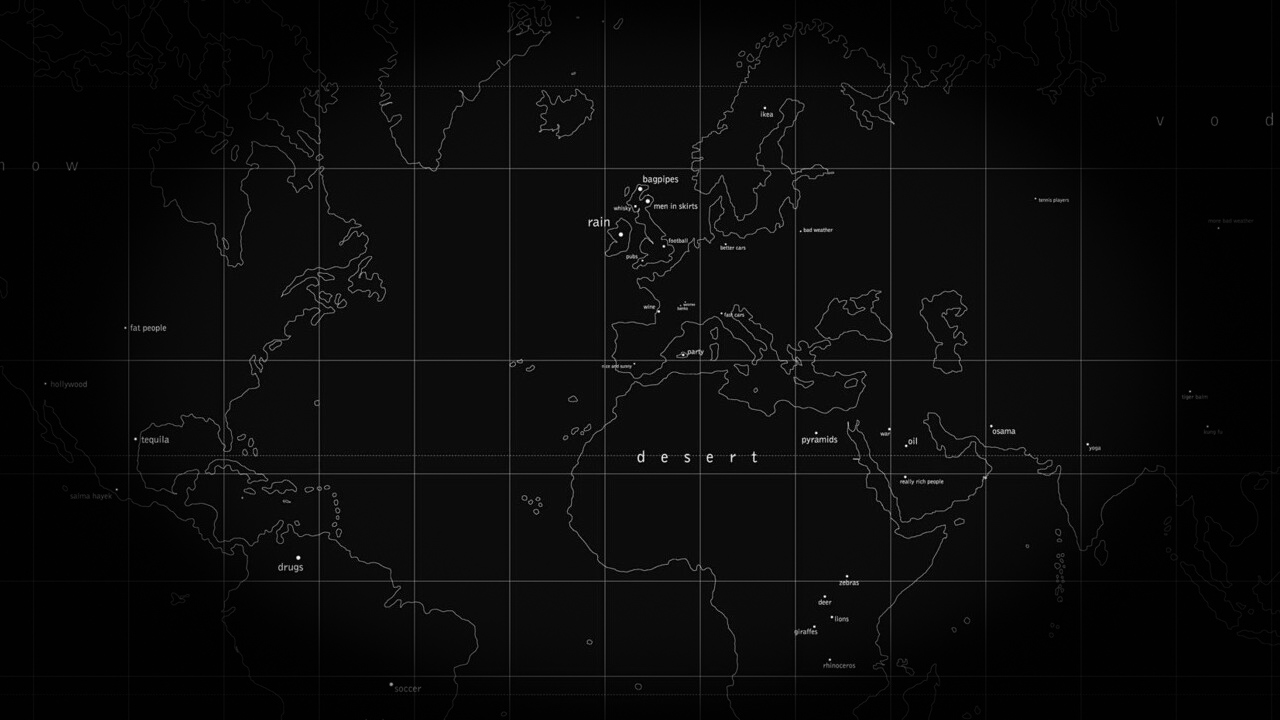 ikea
v o d
n o w
bagpipes
tennis players
whisky
men in skirts
rain
more bad weather
bad weather
football
better cars
pubs
wine
fast cars
fat people
party
nice and sunny
hollywood
tiger balm
kung fu
osama
pyramids
war
oil
tequila
yoga
d e s e r t
really rich people
salma hayek
drugs
zebras
deer
lions
giraffes
rhinoceros
soccer